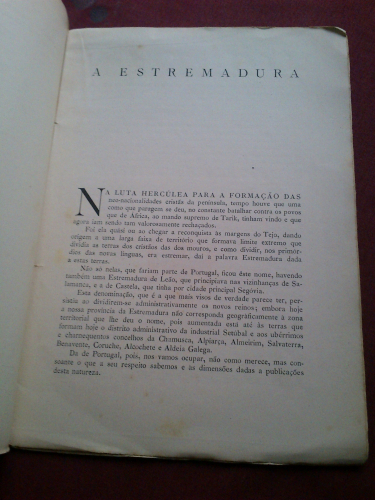 A ESTREMADURA
NA LUTA HERCÚLEA PARA A FORMAÇÃO DAS
neo-nacionalidades cristãs da península, tempo houve que uma
como que paragem se deu, no constante batalhar contra os povos
que de África, ao mando supremo de Tarik, tinham vindo e que
agora iam sendo tam valorosamente rechaçados.
Foi ela quási ou ao chegar a reconquista às margens do Tejo, dando
origem a uma larga faixa de território que formava limite extremo que
dividia as terras dos cristãos das dos mouros, e como dividir, nos primor-
dios das novas línguas, era estremar, daí a palavra Estremadura dada
a estas terras.
Não só nelas, que fariam parte de Portugal, ficou êste nome, havendo
também uma Estremadura de Leão, que principiava nas vizinhanças de Sa-
lamanca, e a de Castela, que tinha por cidade principal Segóvia.
Esta denominação, que é a que mais visos de verdade parece ter, per-
sistiu ao dividirem-se administrativamente os novos reinos; embora hoje
a nossa província da Estremadura não corresponda geogràficamente à zona
territorial que lhe deu o nome, pois aumentada está até às terras que
formam hoje o distrito administrativo da industrial Setúbal e aos ubérrimos
e charnequentos concelhos da Chamusca, Alpiarça, Almeirim, Salvaterra,
Benavente, Coruche, Alcochete e Aldeia Galega.
Da de Portugal, pois, nos vamos ocupar, não como merece, mas con-
soante o que a seu respeito sabemos e às dimensões dadas a publicações
desta natureza.